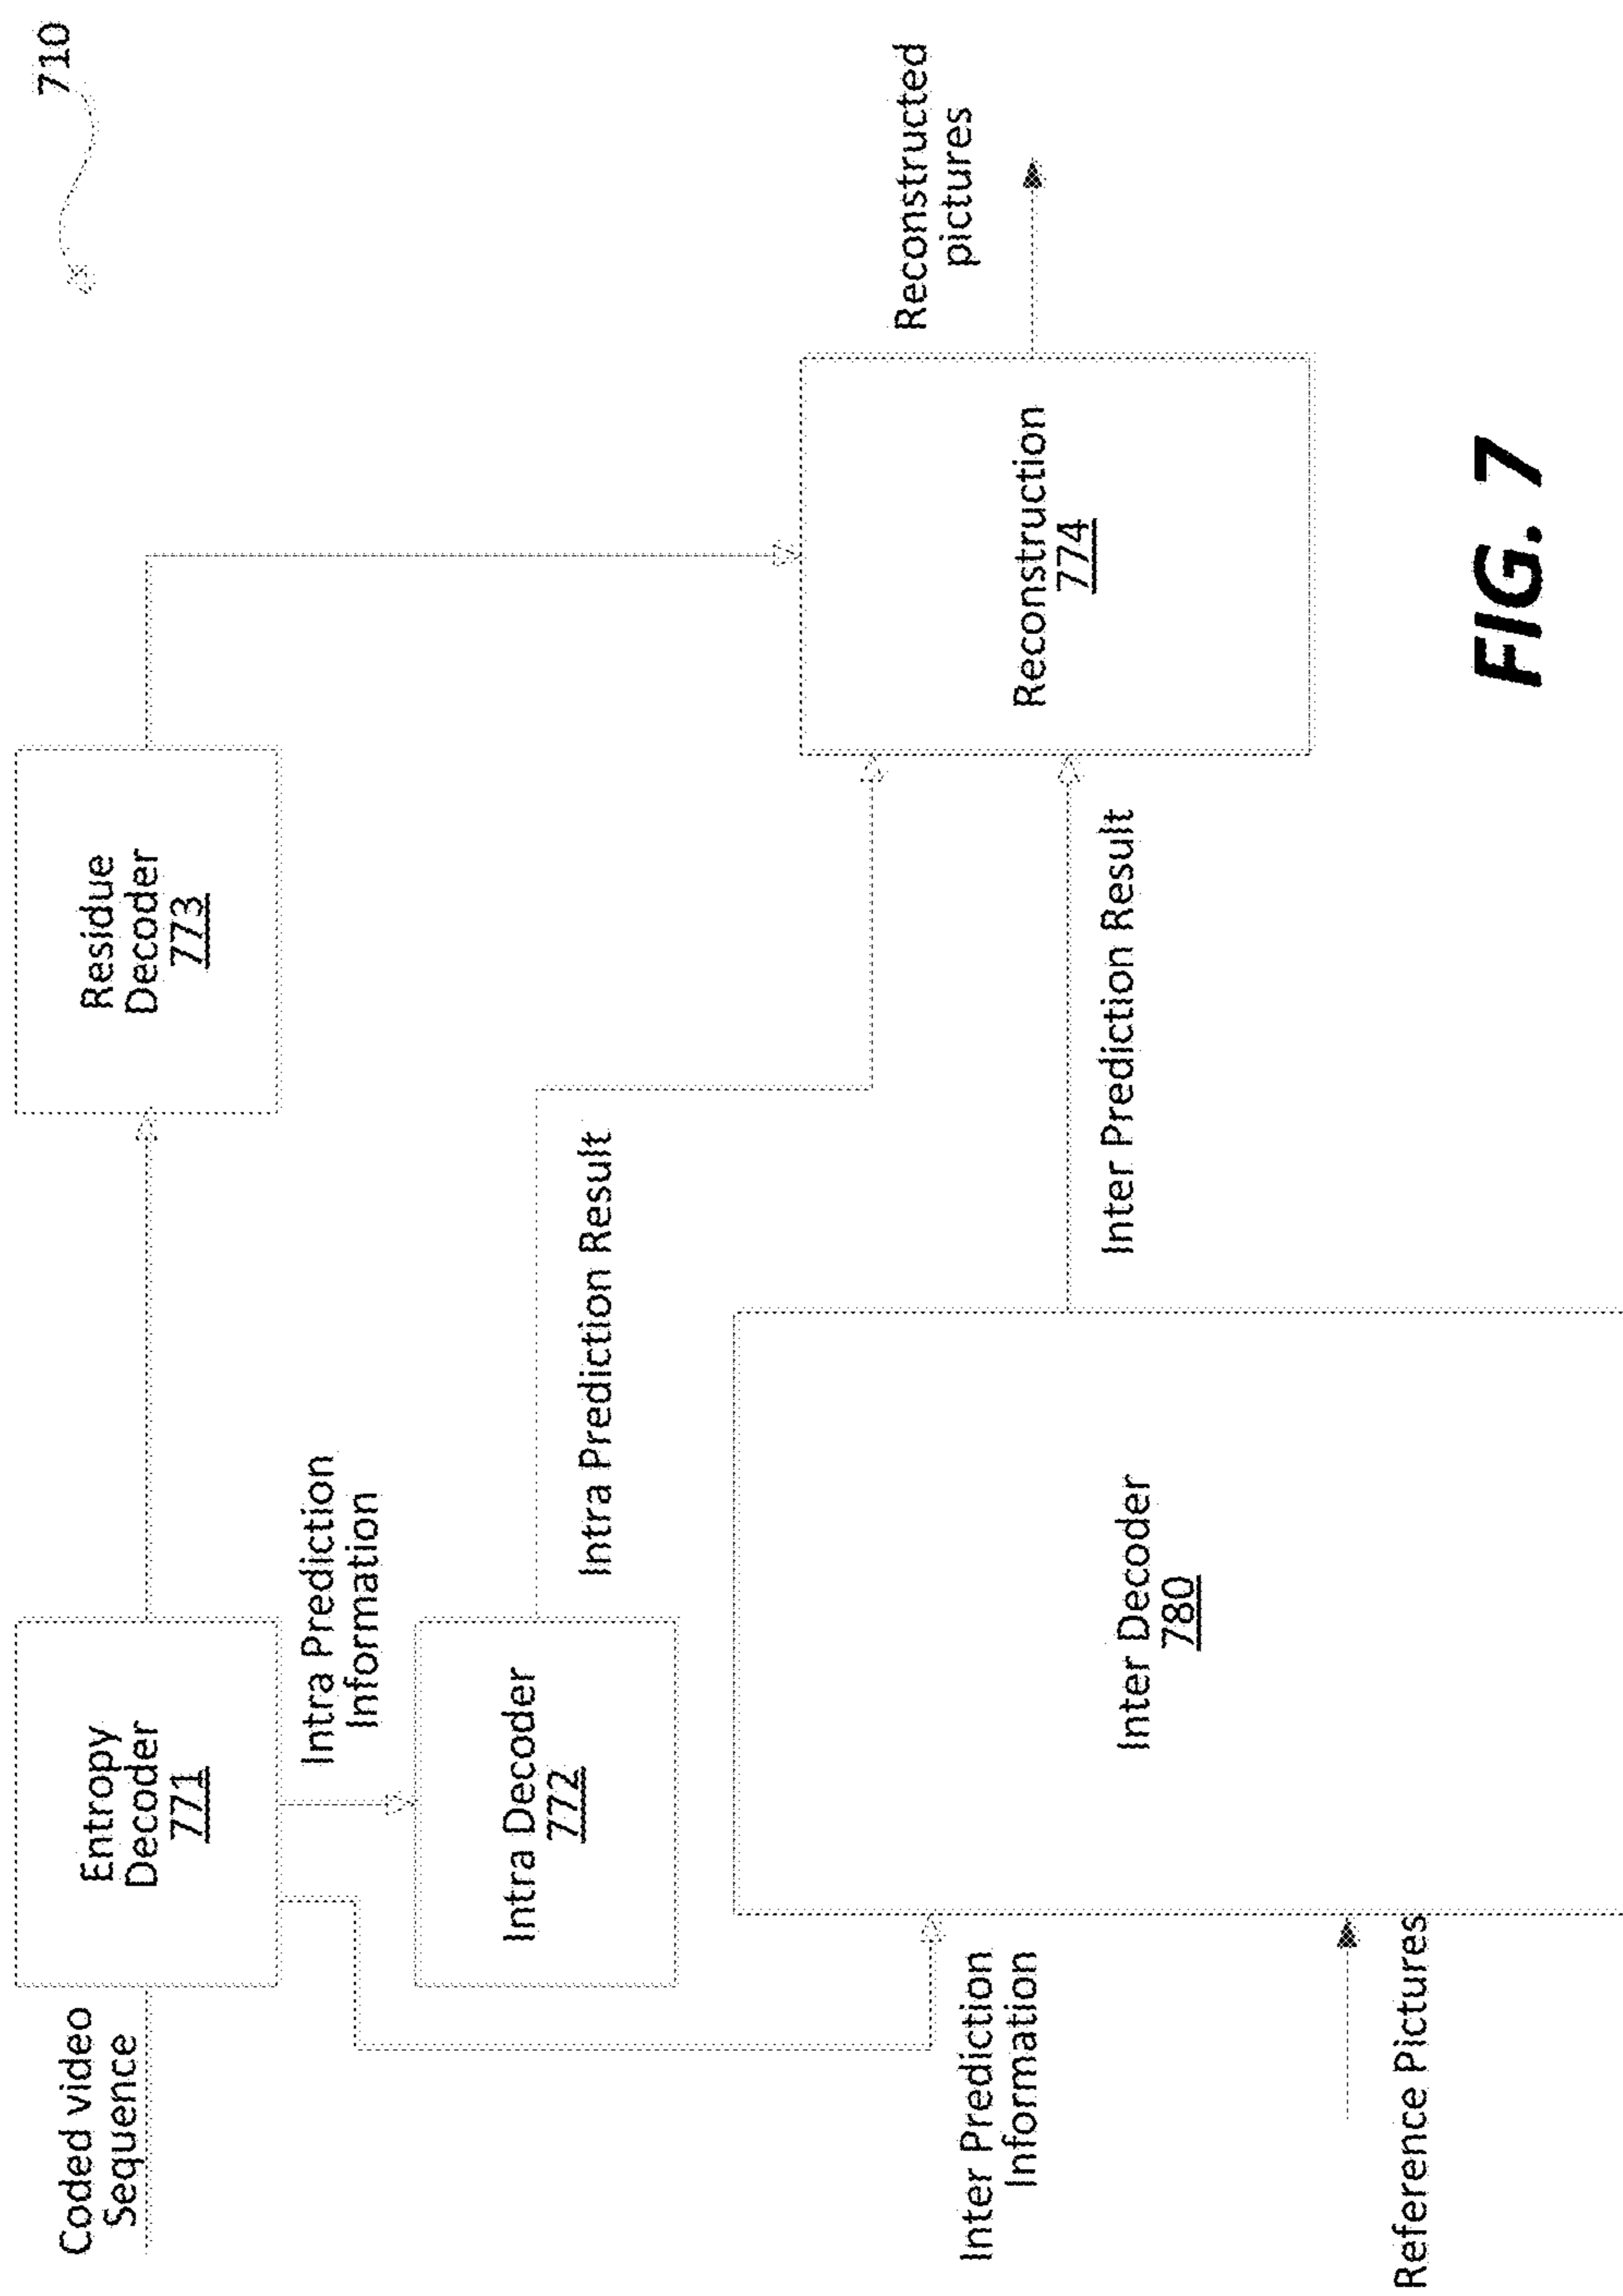 710
Coded video
Sequence
Entropy
Decoder
771
Residue
Decoder
773
Intra Prediction
Information
Intra Decoder
772
Intra Prediction Result
Reconstructed
pictures
Reconstruction
774
Inter Prediction
Information
Inter Decoder
780
Inter Prediction Result
Reference Pictures
FIG. 7